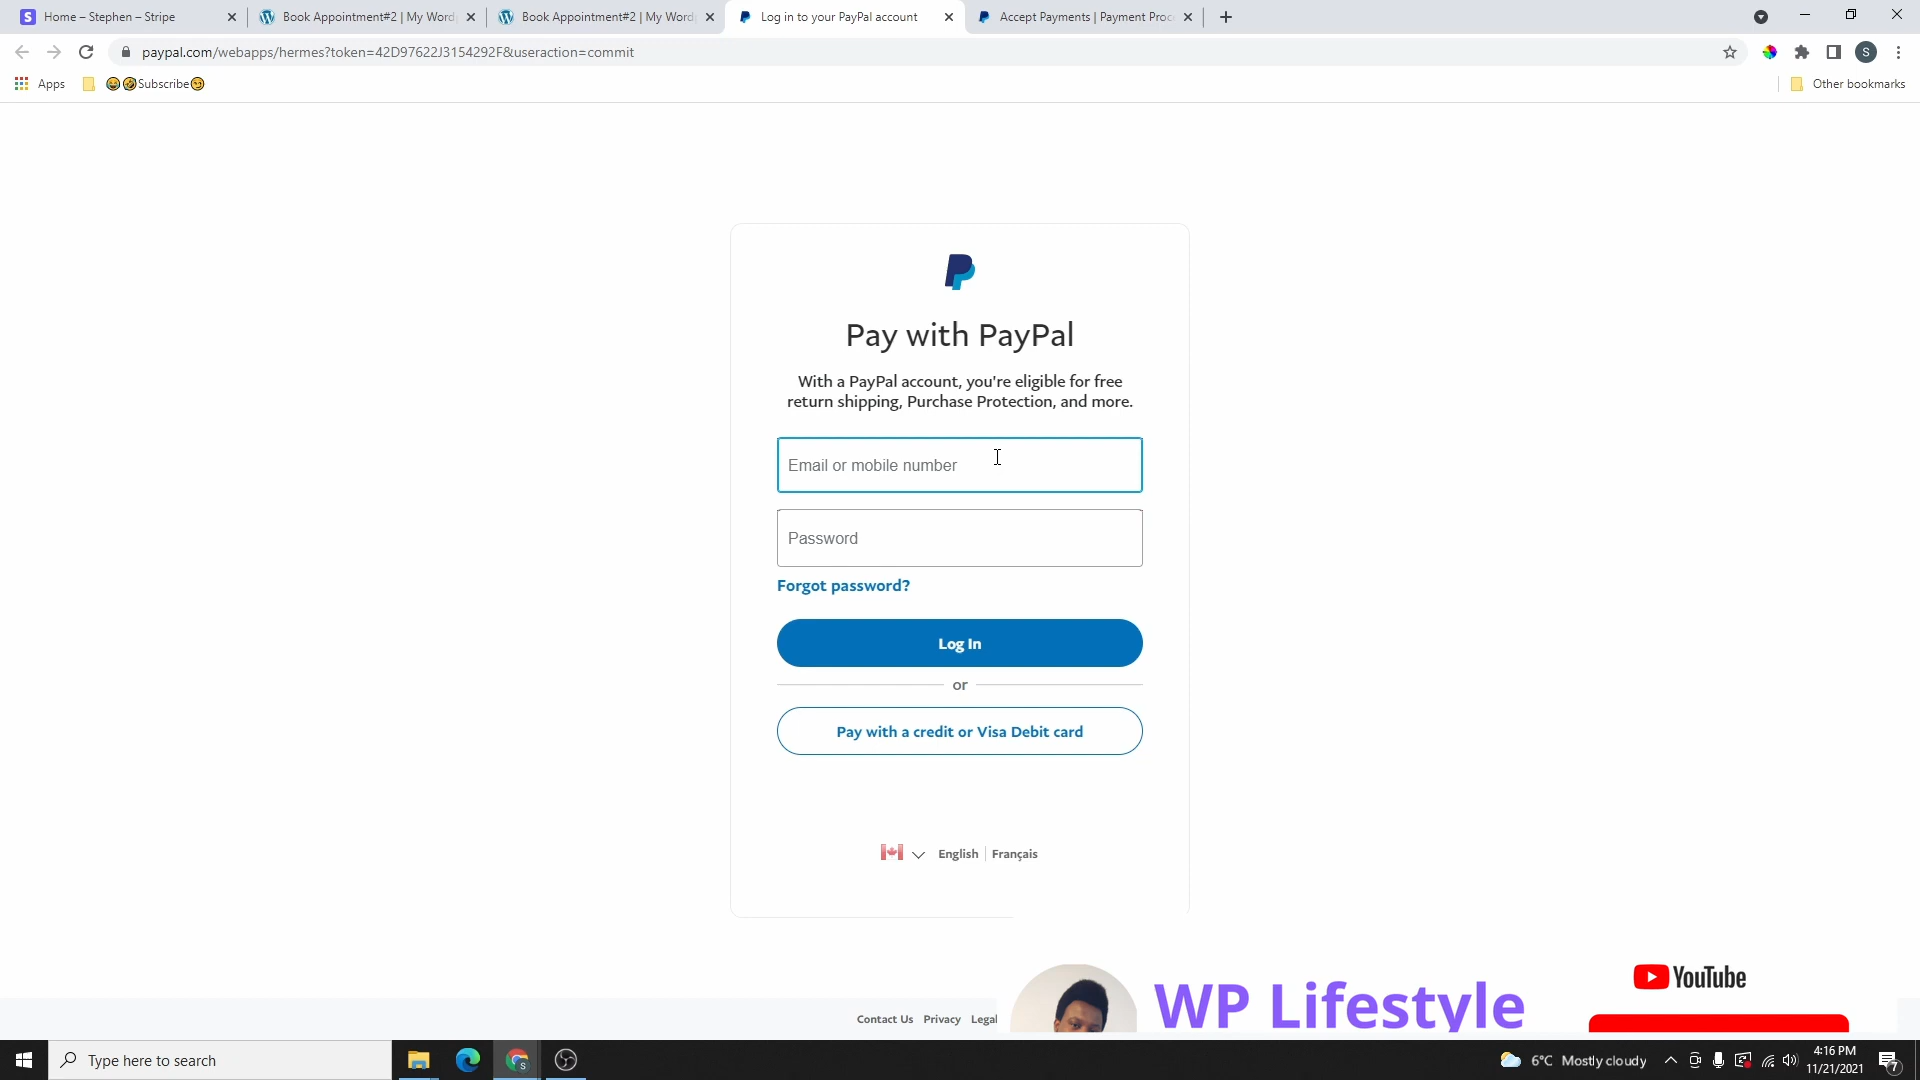 Home – Stephen – Stripe
Book Appointment#2 | My Word
Book Appointment#2 | My Word
Log in to your PayPal account
Accept Payments | Payment Proc
paypal.com/webapps/hermes?token=42D97622J3154292F&useraction=commit
S
Apps
😂🤣Subscribe😏
Other bookmarks
Pay with PayPal
With a PayPal account, you're eligible for free
return shipping, Purchase Protection, and more.
Email or mobile number
Password
Forgot password?
Log In
or
Pay with a credit or Visa Debit card
English
Français
YouTube
WP Lifestyle
Contact Us
Privacy
Legal
Type here to search
6°C Mostly cloudy
4:16 PM
11/21/2021
7